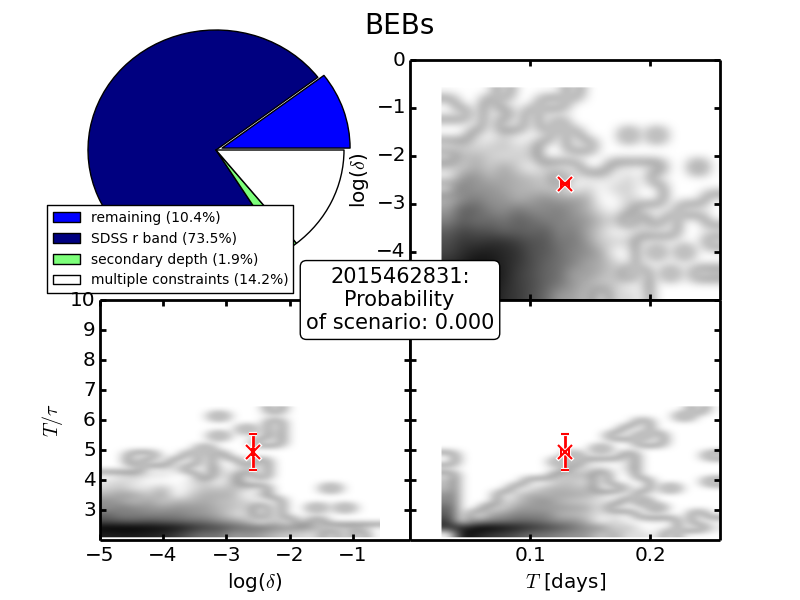 BEBs
remaining (10.4%)
SDSS r band (73.5%)
secondary depth (1.9%)
multiple constraints (14.2%)
0
−1
−2
−3
−4
log(δ)
2015462831:
Probability
of scenario: 0.000
10
9
8
7
6
5
4
3
T/τ
−5 −4 −3 −2 −1
log(δ)
0.1 0.2
T [days]